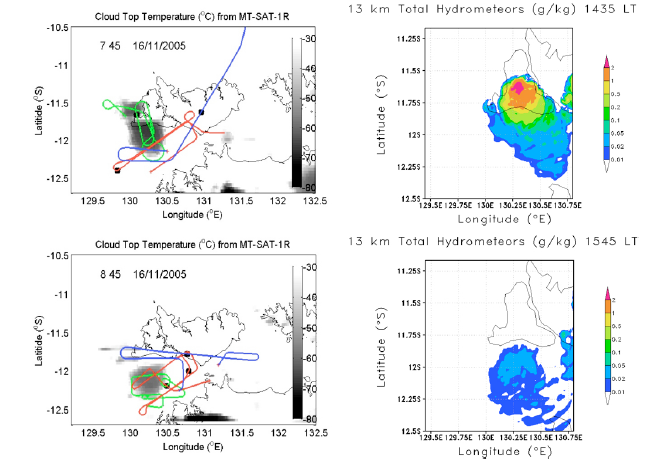 Cloud Top Temperature (°C) from MT-SAT-1R
-10.5
-11
-11.5
-12
-12.5
Latitide (°S)
7 45 16/11/2005
-30
-40
-50
-60
-70
-80
129.5 130 130.5 131 131.5 132 132.5
Longitude (°E)
13 km Total Hydrometeors (g/kg) 1435 LT
11.25S
11.5S
11.75S
12S
12.25S
12.5S
Latitude (°S)
129.5E 129.75E 130E 130.25E 130.5E 130.75E
Longitude (°E)
2
1
0.5
0.2
0.1
0.05
0.02
0.01
Cloud Top Temperature (°C) from MT-SAT-1R
-10.5
-11
-11.5
-12
-12.5
Latitide (°S)
8 45 16/11/2005
-30
-40
-50
-60
-70
-80
129.5 130 130.5 131 131.5 132 132.5
Longitude (°E)
13 km Total Hydrometeors (g/kg) 1545 LT
11.25S
11.5S
11.75S
12S
12.25S
12.5S
Latitude (°S)
129.5E 129.75E 130E 130.25E 130.5E 130.75E
Longitude (°E)
2
1
0.5
0.2
0.1
0.05
0.02
0.01